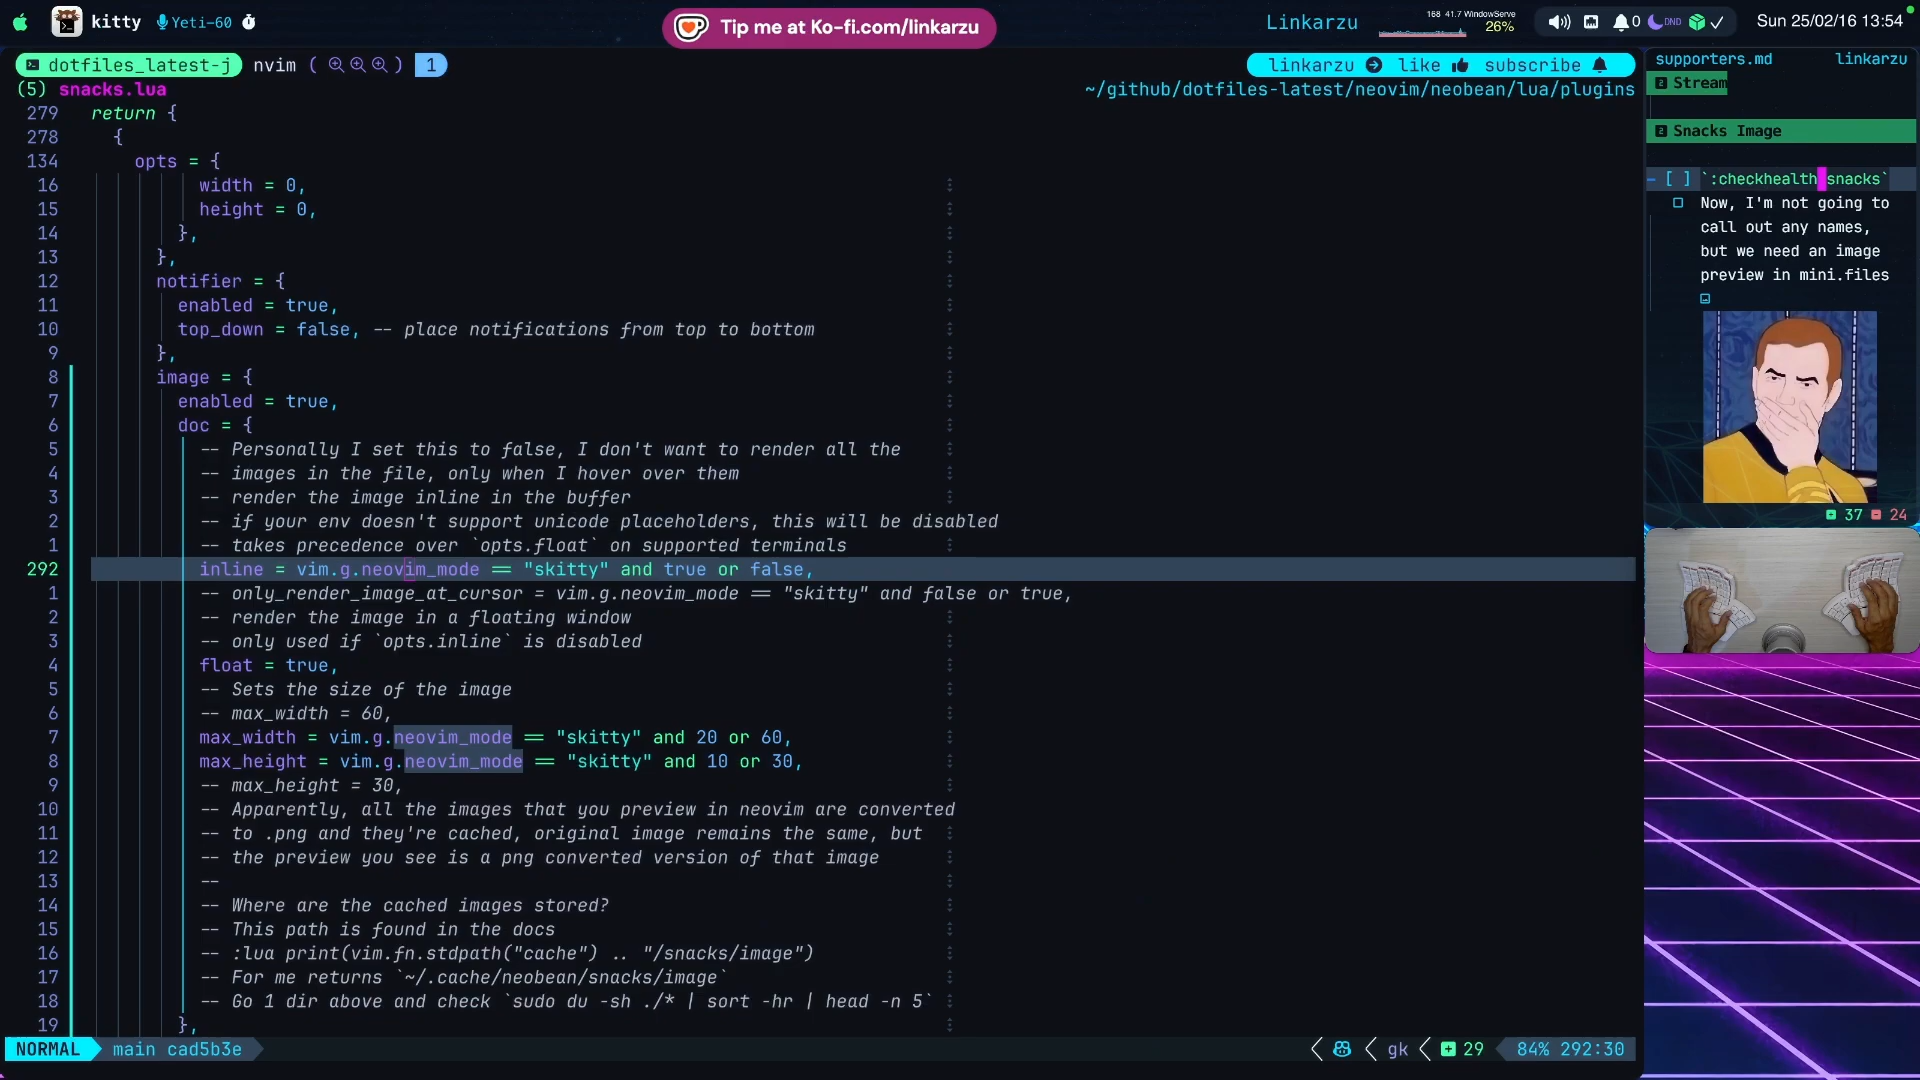 kitty Yeti-60
Tip me at Ko-fi.com/linkarzu
Linkarzu
168 41.7 WindowServe
26%
0 DND
Sun 25/02/16 13:54
dotfiles_latest-j nvim ( ) 1
linkarzu like subscribe
(5) snacks.lua
~/github/dotfiles-latest/neovim/neobean/lua/plugins
279 return {
278 {
134 opts = {
16 width = 0,
15 height = 0,
14 },
13 },
12 notifier = {
11 enabled = true,
10 top_down = false, -- place notifications from top to bottom
9 },
8 image = {
7 enabled = true,
6 doc = {
5 -- Personally I set this to false, I don't want to render all the
4 -- images in the file, only when I hover over them
3 -- render the image inline in the buffer
2 -- if your env doesn't support unicode placeholders, this will be disabled
1 -- takes precedence over `opts.float` on supported terminals
292 inline = vim.g.neovim_mode == "skitty" and true or false,
1 -- only_render_image_at_cursor = vim.g.neovim_mode == "skitty" and false or true,
2 -- render the image in a floating window
3 -- only used if `opts.inline` is disabled
4 float = true,
5 -- Sets the size of the image
6 -- max_width = 60,
7 max_width = vim.g.neovim_mode == "skitty" and 20 or 60,
8 max_height = vim.g.neovim_mode == "skitty" and 10 or 30,
9 -- max_height = 30,
10 -- Apparently, all the images that you preview in neovim are converted
11 -- to .png and they're cached, original image remains the same, but
12 -- the preview you see is a png converted version of that image
13 --
14 -- Where are the cached images stored?
15 -- This path is found in the docs
16 -- :lua print(vim.fn.stdpath("cache") .. "/snacks/image")
17 -- For me returns `~/.cache/neobean/snacks/image`
18 -- Go 1 dir above and check `sudo du -sh ./* | sort -hr | head -n 5`
19 },
NORMAL main cad5b3e
gk 29 84% 292:30
supporters.md linkarzu
2 Stream
2 Snacks Image
- [ ] `:checkhealth snacks`
Now, I'm not going to
call out any names,
but we need an image
preview in mini.files
37 24